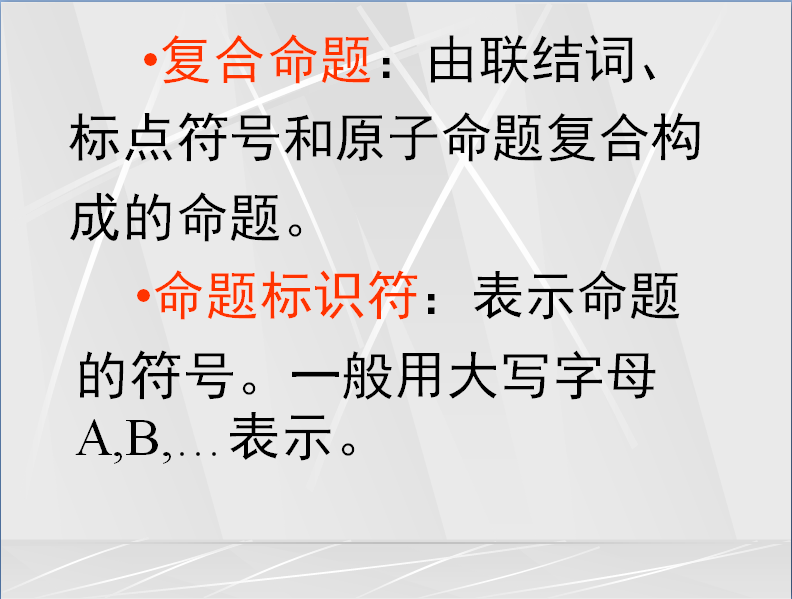 •复合命题：由联结词、
标点符号和原子命题复合构
成的命题。
•命题标识符：表示命题
的符号。一般用大写字母
A,B,…表示。